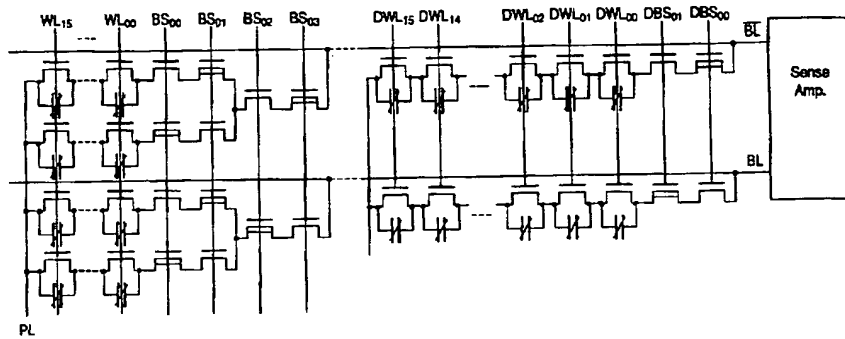 WL15 --- WL00 BS00 BS01 BS02 BS03 DWL15 DWL14 DWL02 DWL01 DWL00 DBS01 DBS00
BL
Sense
Amp.
BL
PL